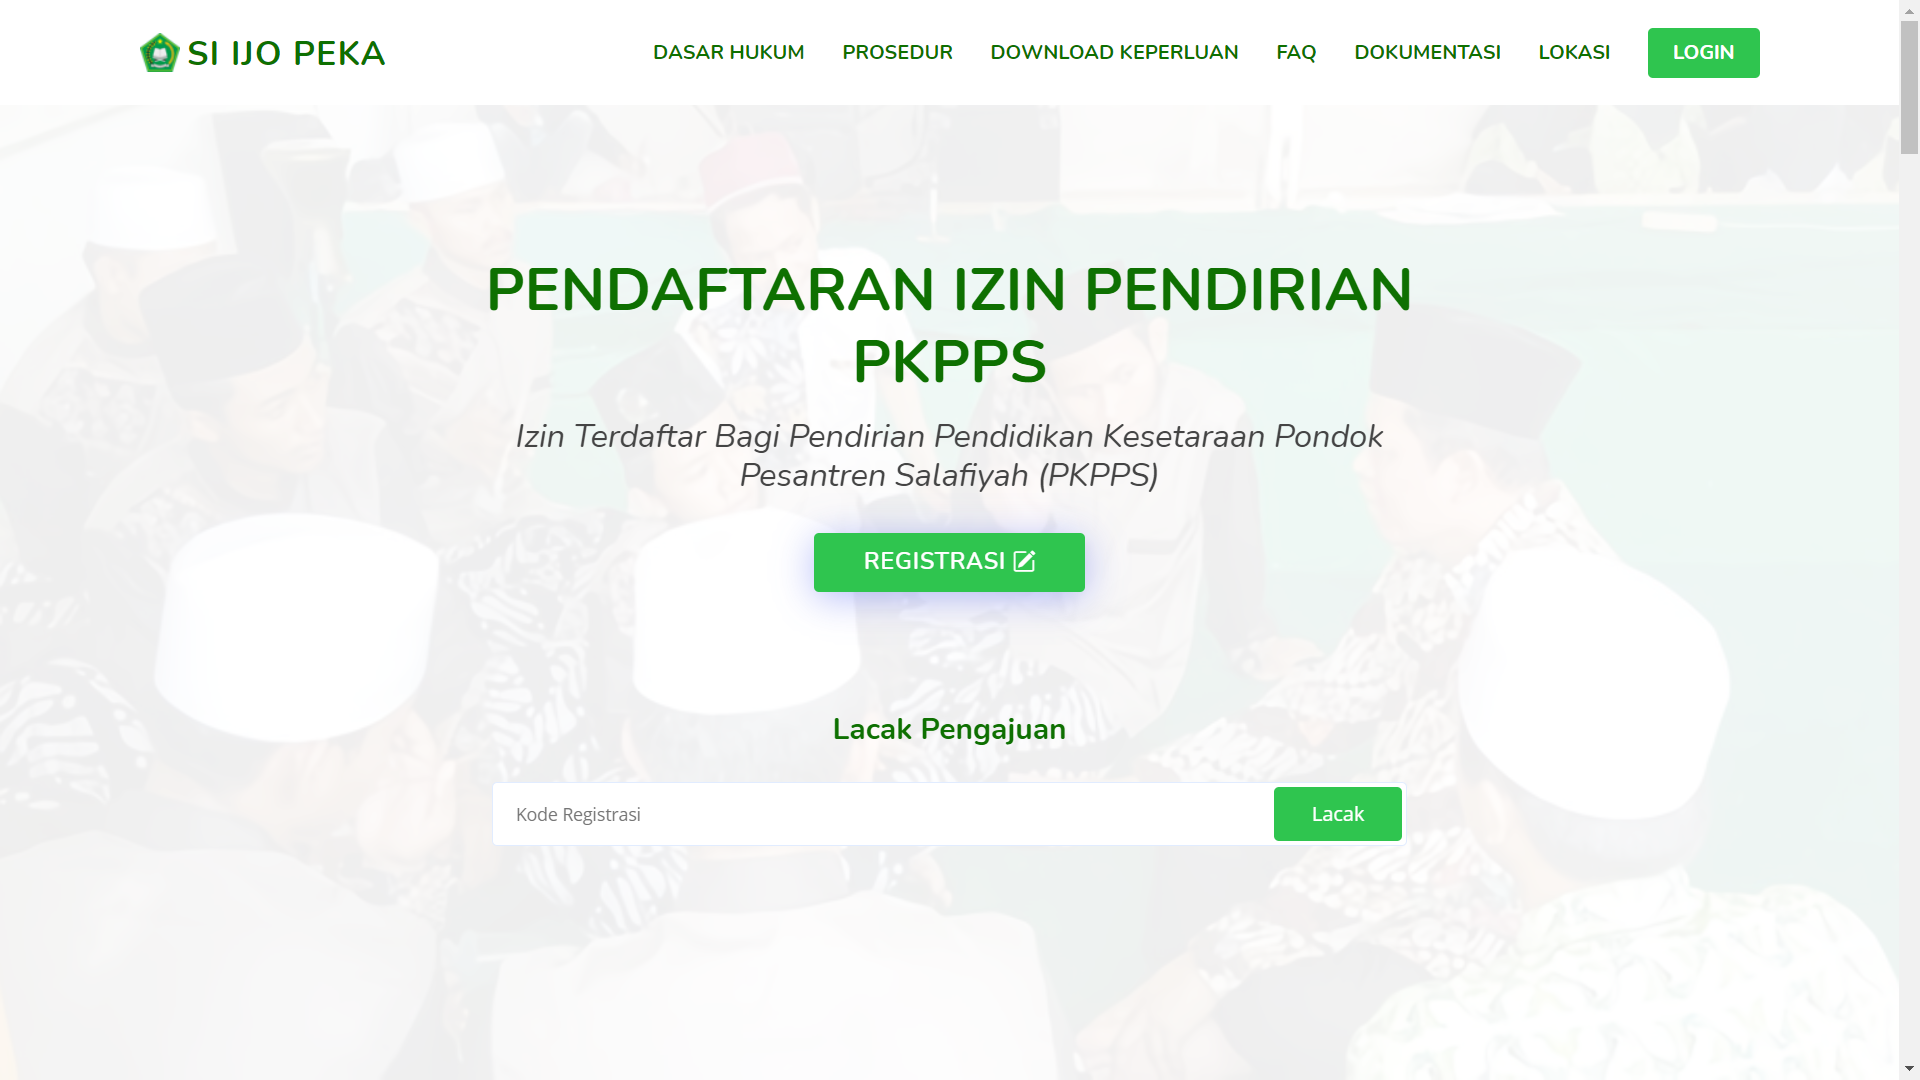 SI IJO PEKA
DASAR HUKUM
PROSEDUR
DOWNLOAD KEPERLUAN
FAQ
DOKUMENTASI
LOKASI
LOGIN
PENDAFTARAN IZIN PENDIRIAN
PKPPS
Izin Terdaftar Bagi Pendirian Pendidikan Kesetaraan Pondok
Pesantren Salafiyah (PKPPS)
REGISTRASI
Lacak Pengajuan
Kode Registrasi
Lacak